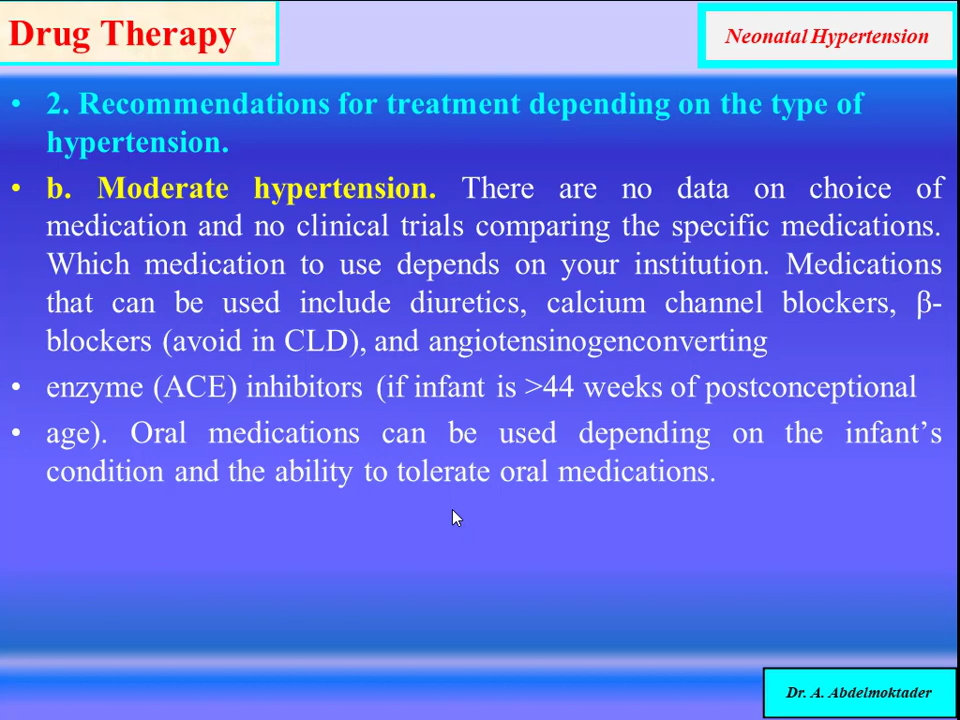 Drug Therapy
Neonatal Hypertension
• 2. Recommendations for treatment depending on the type of
hypertension.
• b. Moderate hypertension. There are no data on choice of
medication and no clinical trials comparing the specific medications.
Which medication to use depends on your institution. Medications
that can be used include diuretics, calcium channel blockers, β-
blockers (avoid in CLD), and angiotensinogenconverting
• enzyme (ACE) inhibitors (if infant is >44 weeks of postconceptional
• age). Oral medications can be used depending on the infant’s
condition and the ability to tolerate oral medications.
Dr. A. Abdelmoktader